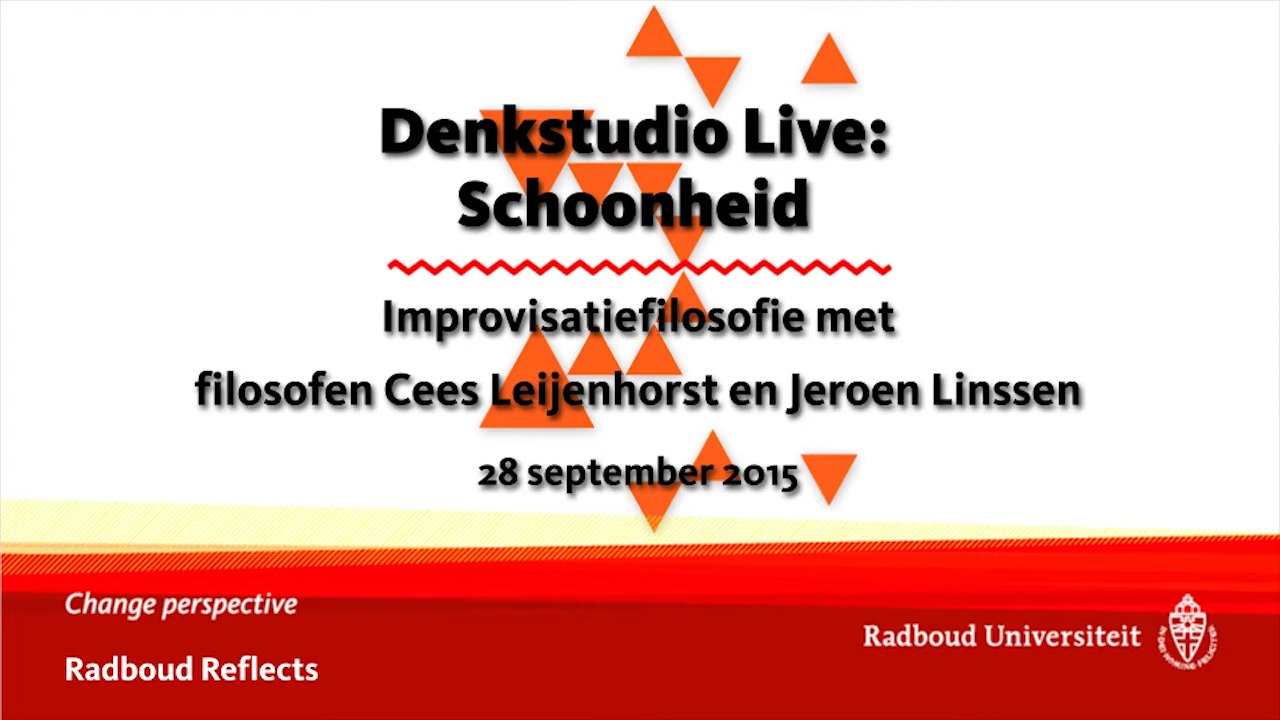 Denkstudio Live:
Schoonheid
Improvisatiefilosofie met
filosofen Cees Leijenhorst en Jeroen Linssen
28 september 2015
Change perspective
Radboud Universiteit
Radboud Reflects